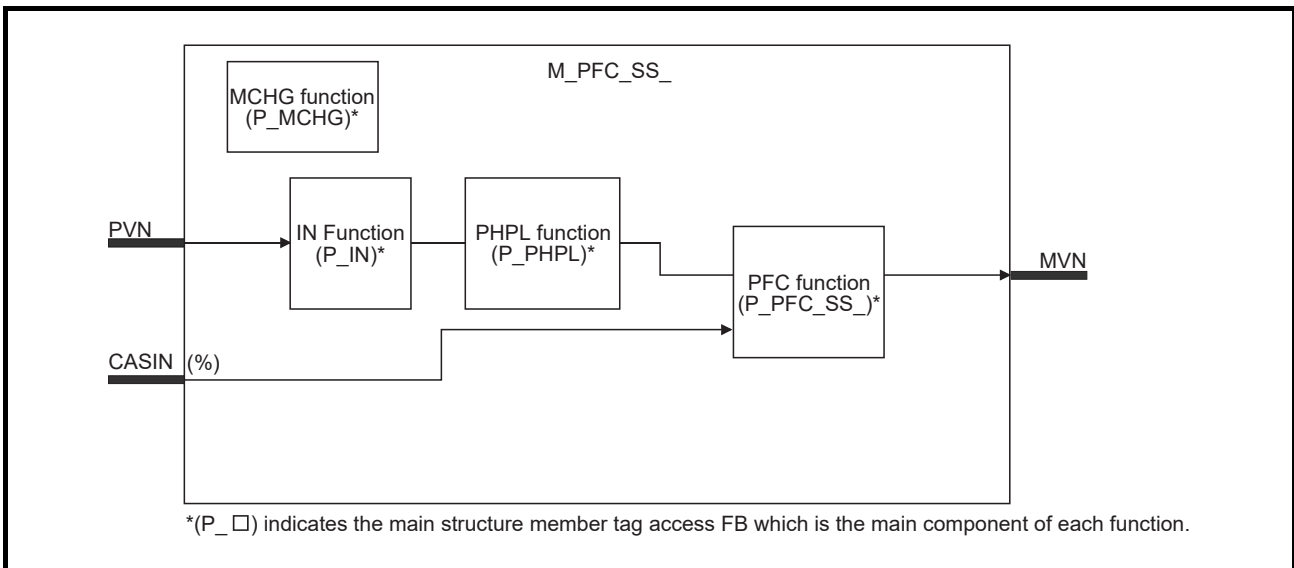 M_PFC_SS_
MCHG function
(P_MCHG)*
PVN
IN Function
(P_IN)*
PHPL function
(P_PHPL)*
PFC function
(P_PFC_SS_)*
MVN
CASIN (%)
*(P_ □) indicates the main structure member tag access FB which is the main component of each function.